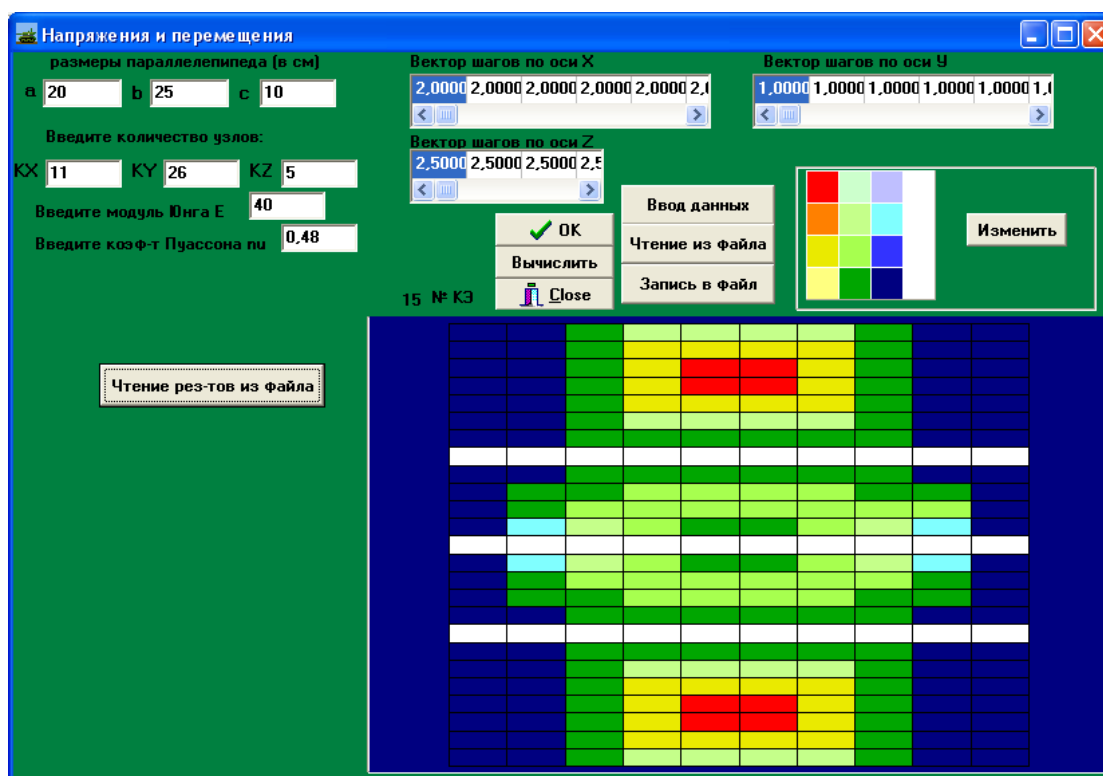 Напряжения и перемещения
размеры параллелепипеда (в см)
a 20 b 25 c 10
Введите количество узлов:
KX 11 KY 26 KZ 5
Введите модуль Юнга E 40
Введите коэф-т Пуассона nu 0,48
Вектор шагов по оси X
2,0000 2,0000 2,0000 2,0000 2,0000 2,(
Вектор шагов по оси Y
1,0000 1,0000 1,0000 1,0000 1,0000 1,(
Вектор шагов по оси Z
2,5000 2,5000 2,5000 2,5
OK
Вычислить
Close
Ввод данных
Чтение из файла
Запись в файл
Изменить
15 № КЭ
Чтение рез-тов из файла